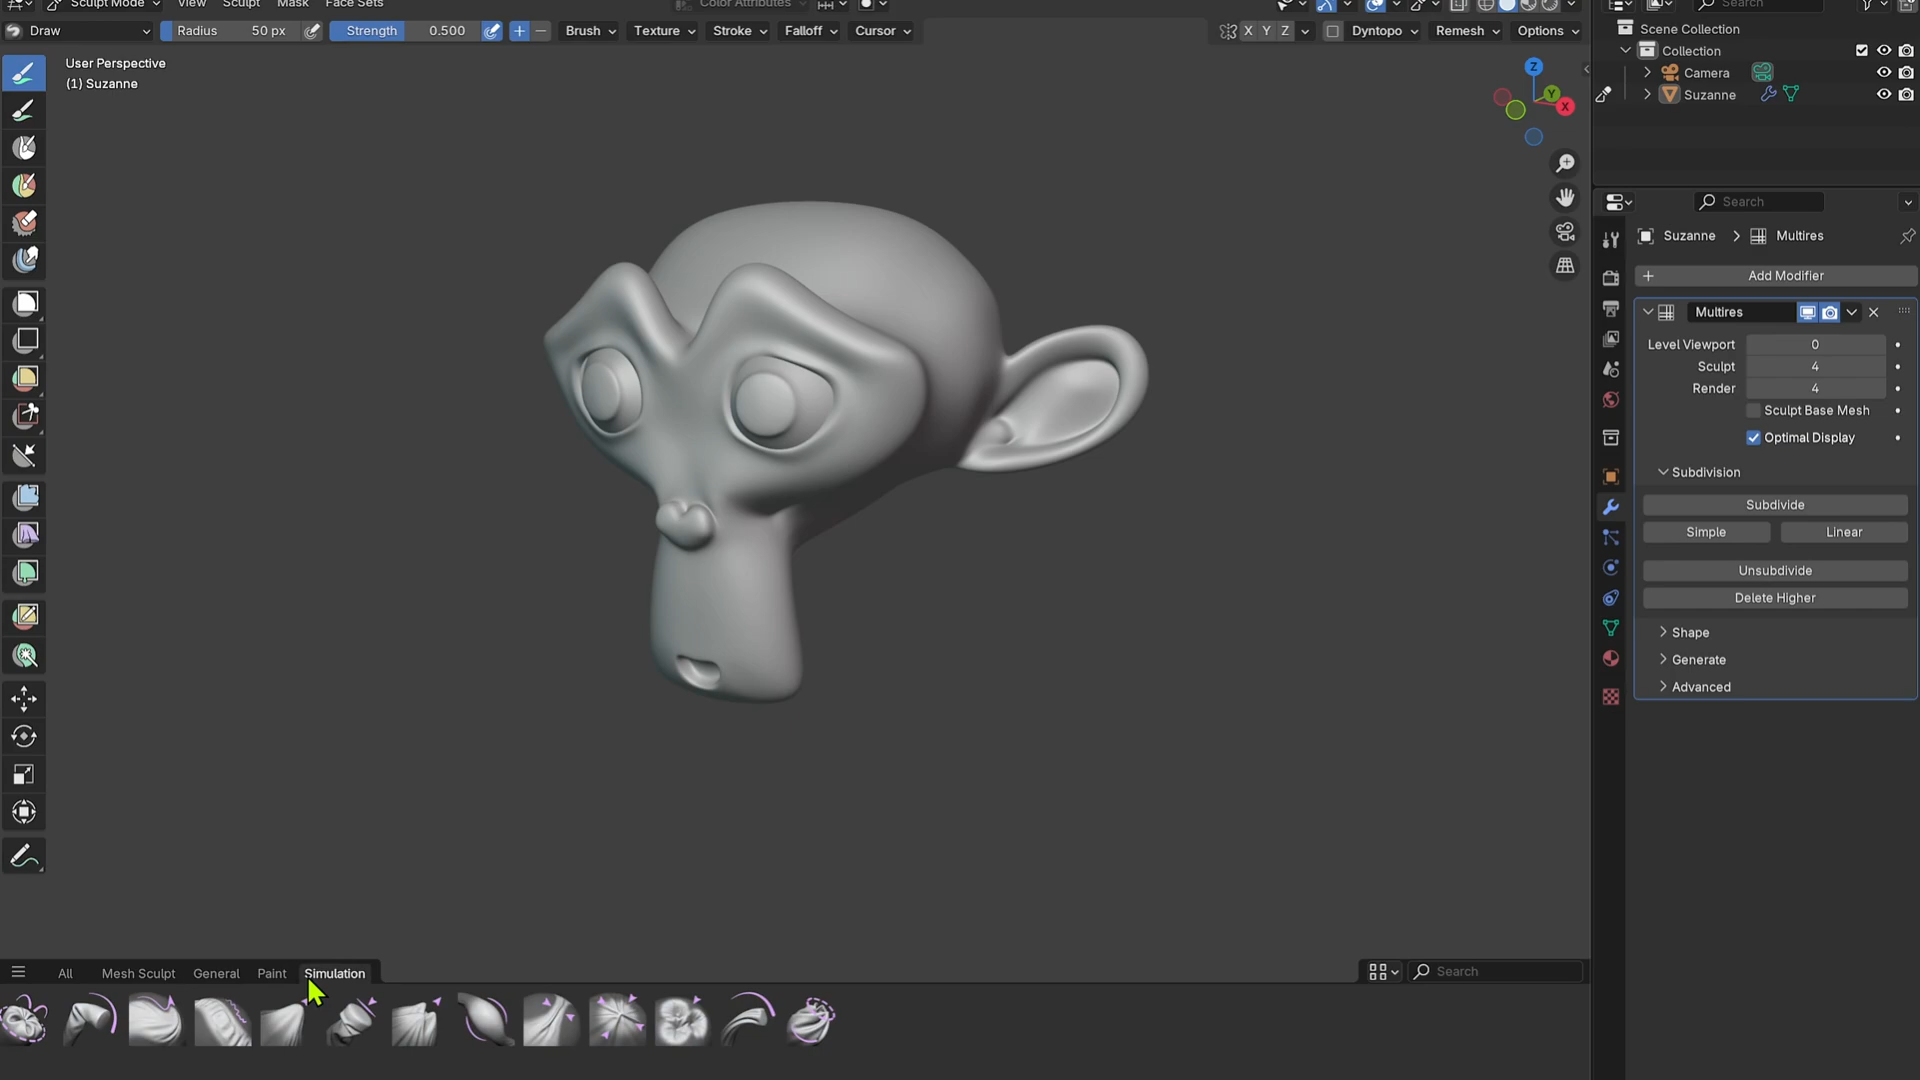 Sculpt Mode View Sculpt Mask Face Sets Color Attributes
Draw Radius 50 px Strength 0.500 Brush Texture Stroke Falloff Cursor X Y Z Dyntopo Remesh Options
User Perspective
(1) Suzanne
Z
Y
X
All Mesh Sculpt General Paint Simulation Search
Search
Scene Collection
Collection
Camera
Suzanne
Search
Suzanne > Multires
+ Add Modifier
Multires
Level Viewport 0
Sculpt 4
Render 4
Sculpt Base Mesh
Optimal Display
Subdivision
Subdivide
Simple Linear
Unsubdivide
Delete Higher
Shape
Generate
Advanced